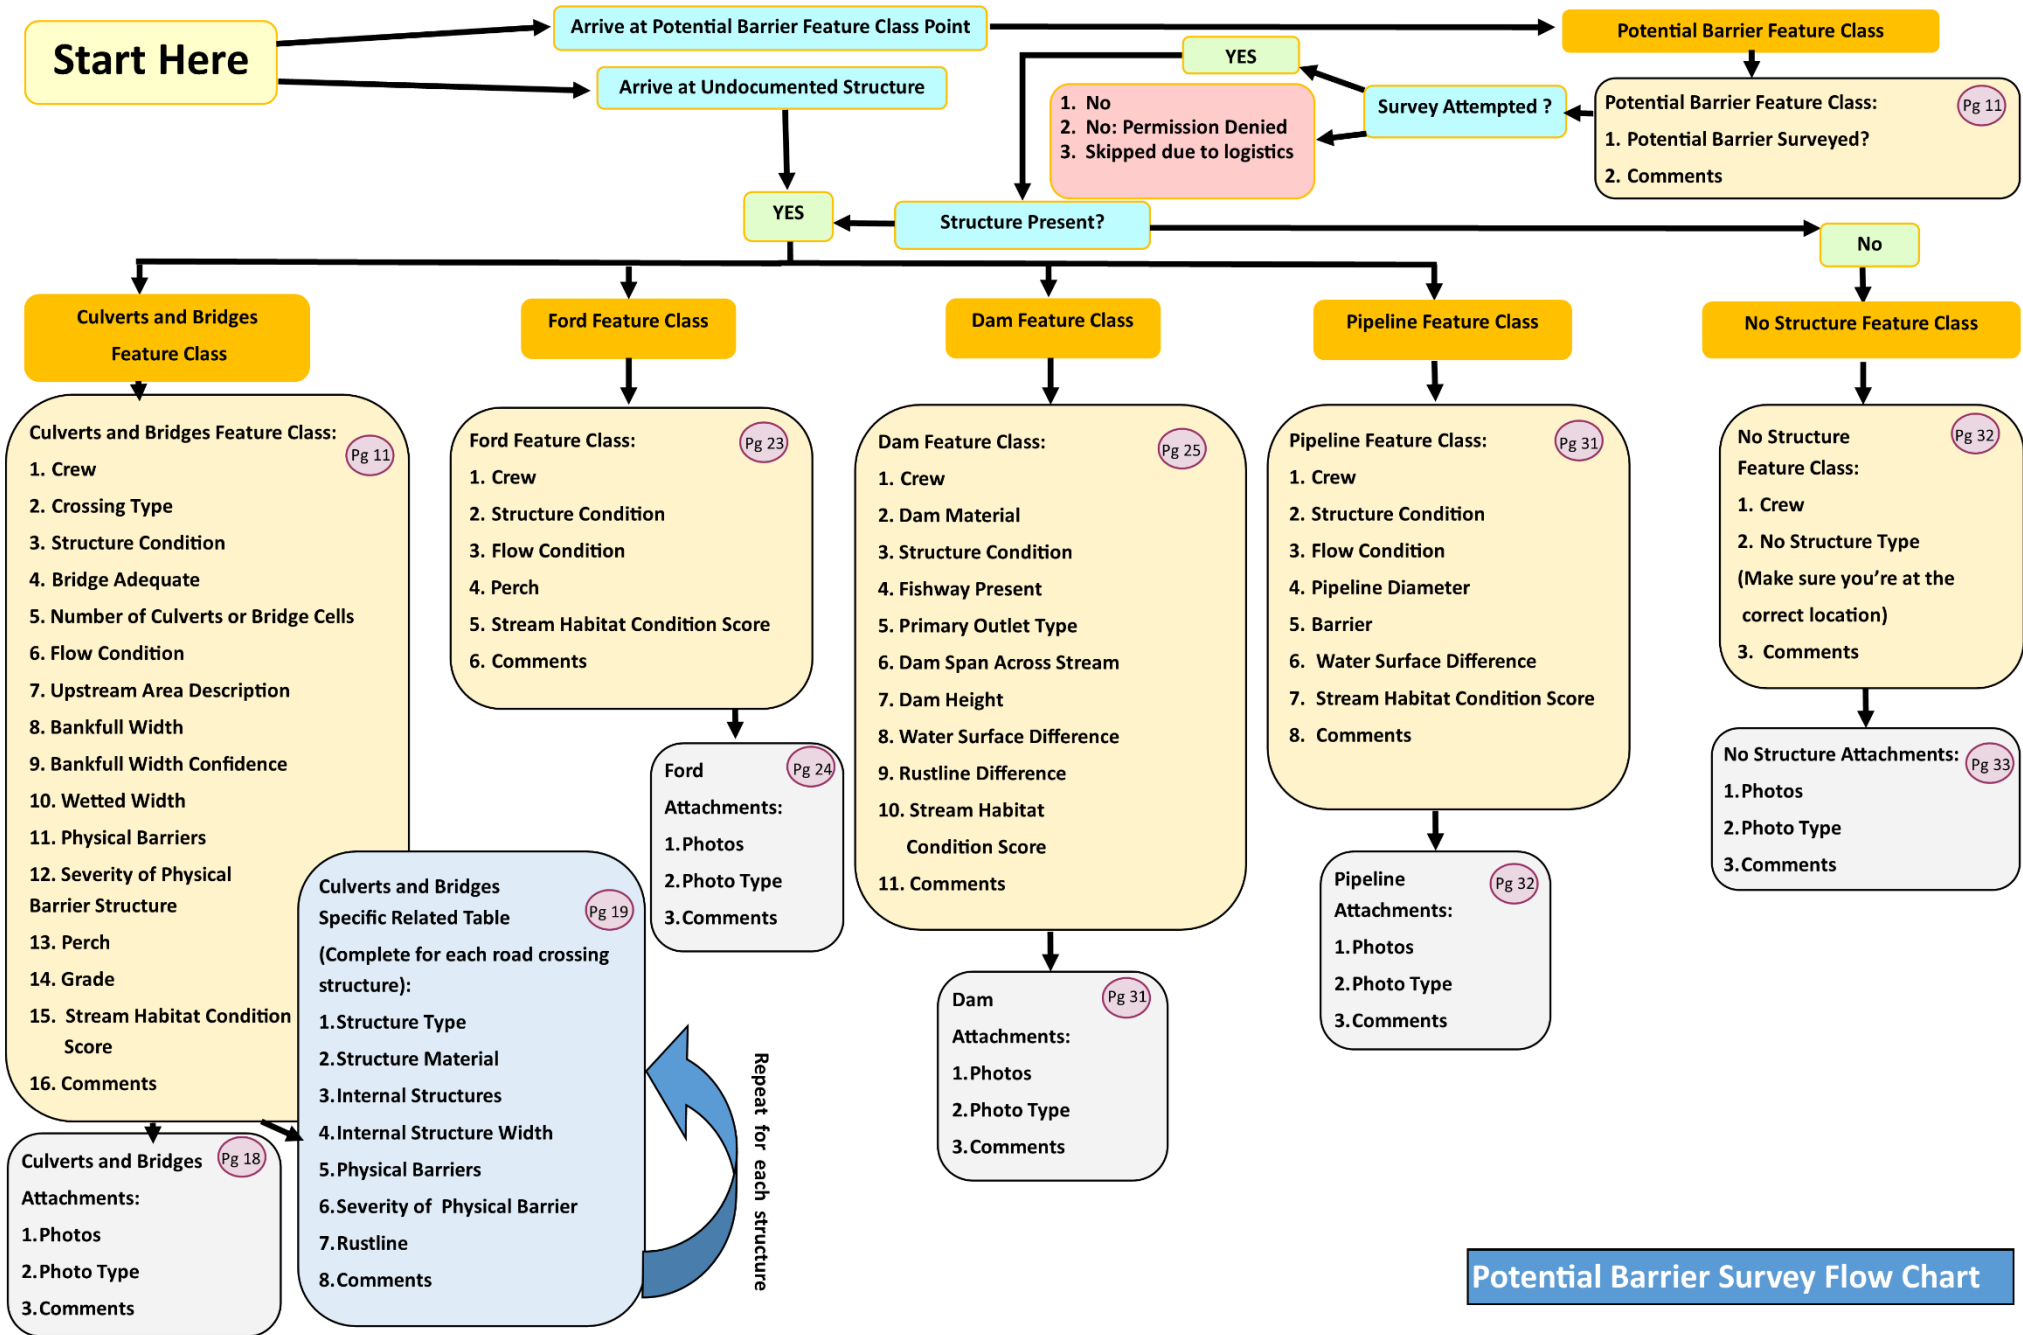 Start Here
Arrive at Potential Barrier Feature Class Point
Arrive at Undocumented Structure
Potential Barrier Feature Class
Potential Barrier Feature Class:
Pg 11
1. Potential Barrier Surveyed?
2. Comments
Survey Attempted ?
YES
1. No
2. No: Permission Denied
3. Skipped due to logistics
Structure Present?
YES
No
Culverts and Bridges
Feature Class
Ford Feature Class
Dam Feature Class
Pipeline Feature Class
No Structure Feature Class
Culverts and Bridges Feature Class:
Pg 11
1. Crew
2. Crossing Type
3. Structure Condition
4. Bridge Adequate
5. Number of Culverts or Bridge Cells
6. Flow Condition
7. Upstream Area Description
8. Bankfull Width
9. Bankfull Width Confidence
10. Wetted Width
11. Physical Barriers
12. Severity of Physical
Barrier Structure
13. Perch
14. Grade
15. Stream Habitat Condition
Score
16. Comments
Culverts and Bridges
Pg 18
Attachments:
1.Photos
2.Photo Type
3.Comments
Culverts and Bridges
Specific Related Table
Pg 19
(Complete for each road crossing
structure):
1.Structure Type
2.Structure Material
3.Internal Structures
4.Internal Structure Width
5.Physical Barriers
6.Severity of Physical Barrier
7.Rustline
8.Comments
Repeat for each structure
Ford Feature Class:
Pg 23
1. Crew
2. Structure Condition
3. Flow Condition
4. Perch
5. Stream Habitat Condition Score
6. Comments
Ford
Pg 24
Attachments:
1.Photos
2.Photo Type
3.Comments
Dam Feature Class:
Pg 25
1. Crew
2. Dam Material
3. Structure Condition
4. Fishway Present
5. Primary Outlet Type
6. Dam Span Across Stream
7. Dam Height
8. Water Surface Difference
9. Rustline Difference
10. Stream Habitat
Condition Score
11. Comments
Dam
Pg 31
Attachments:
1.Photos
2.Photo Type
3.Comments
Pipeline Feature Class:
Pg 31
1. Crew
2. Structure Condition
3. Flow Condition
4. Pipeline Diameter
5. Barrier
6. Water Surface Difference
7. Stream Habitat Condition Score
8. Comments
Pipeline
Pg 32
Attachments:
1.Photos
2.Photo Type
3.Comments
No Structure
Pg 32
Feature Class:
1. Crew
2. No Structure Type
(Make sure you're at the
correct location)
3. Comments
No Structure Attachments:
Pg 33
1.Photos
2.Photo Type
3.Comments
Potential Barrier Survey Flow Chart